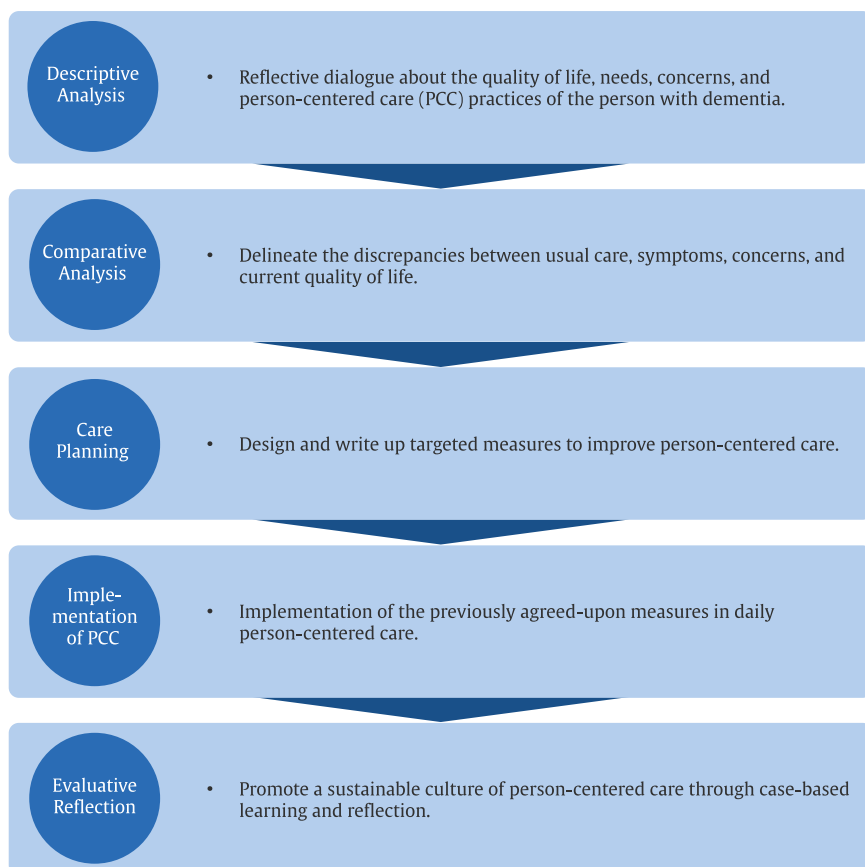 Descriptive
Analysis
• Reflective dialogue about the quality of life, needs, concerns, and
person-centered care (PCC) practices of the person with dementia.
Comparative
Analysis
• Delineate the discrepancies between usual care, symptoms, concerns, and
current quality of life.
Care
Planning
• Design and write up targeted measures to improve person-centered care.
Imple-
mentation
of PCC
• Implementation of the previously agreed-upon measures in daily
person-centered care.
Evaluative
Reflection
• Promote a sustainable culture of person-centered care through case-based
learning and reflection.